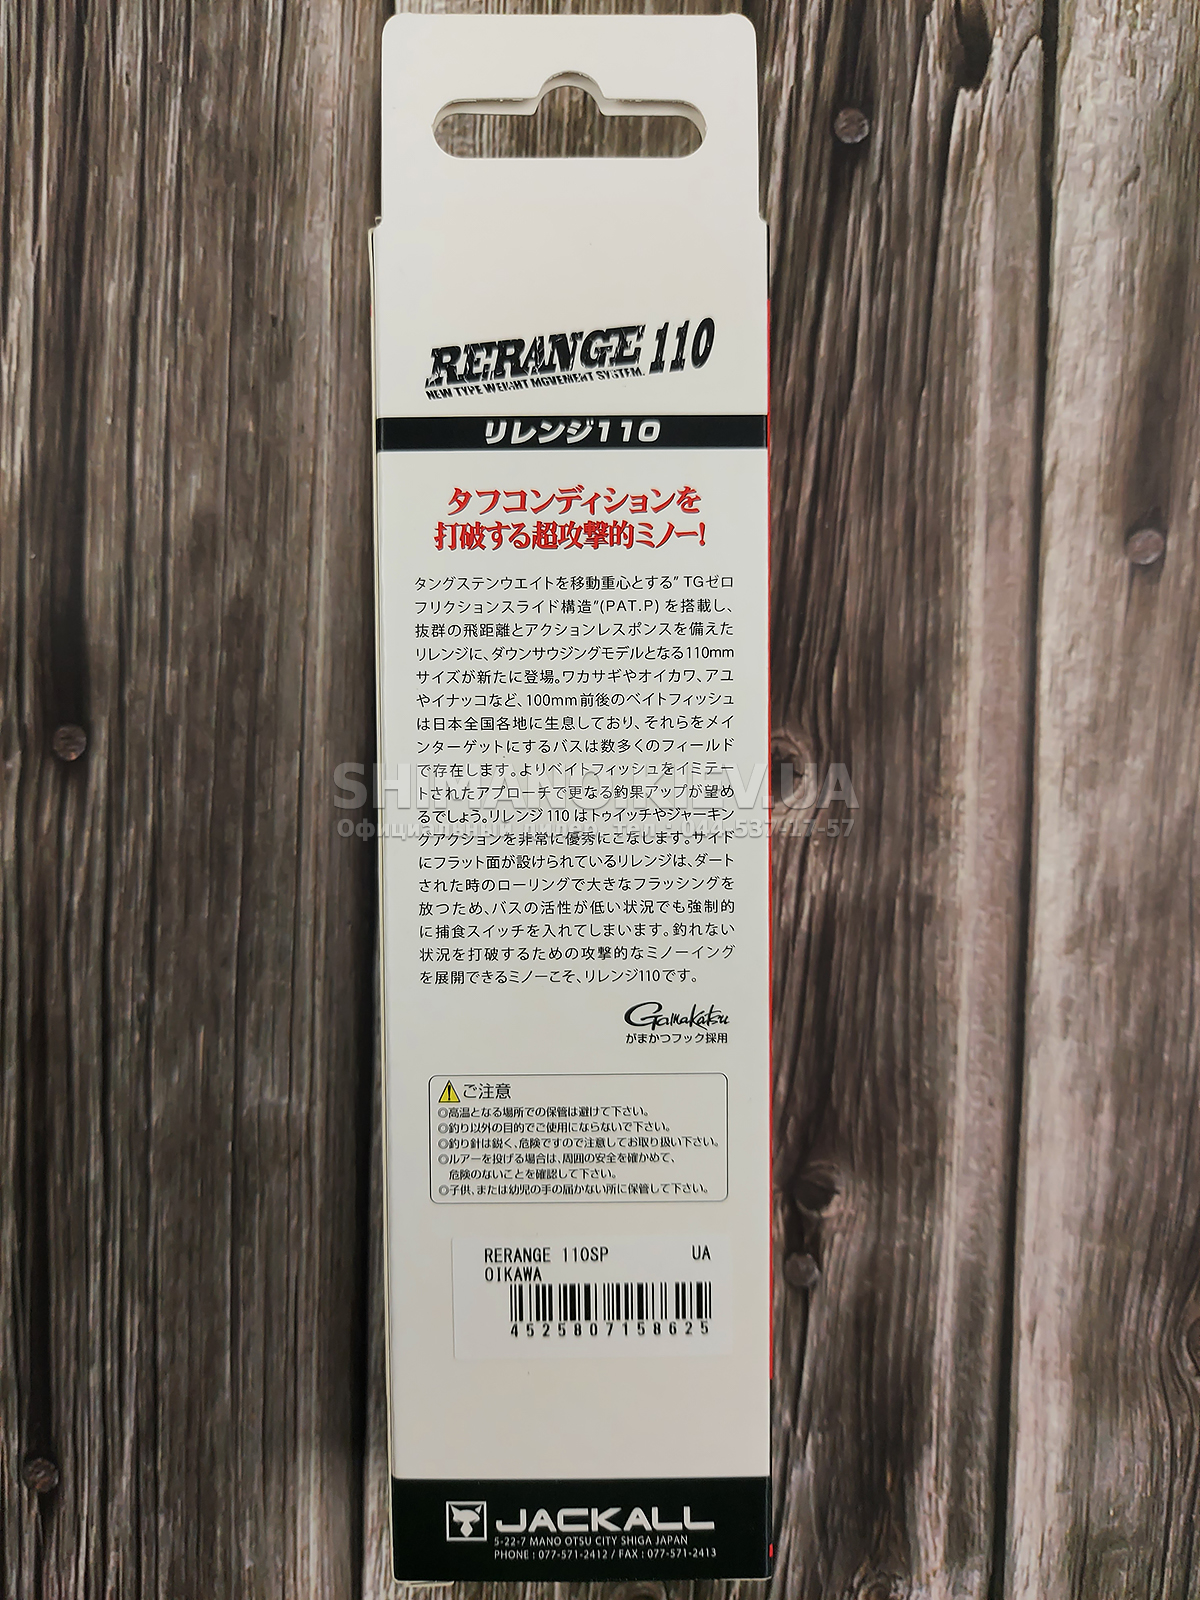 RERANGE 110
NEW TYPE WEIGHT MOVEMENT SYSTEM.
リレンジ110
タフコンディションを
打破する超攻撃的ミノー!
タングステンウエイトを移動重心とする"TGゼロ
フリクションスライド構造"(PAT.P)を搭載し、
抜群の飛距離とアクションレスポンスを備えた
リレンジに、ダウンサウジングモデルとなる110mm
サイズが新たに登場。ワカサギやオイカワ、アユ
やイナッコなど、100mm前後のベイトフィッシュ
は日本全国各地に生息しており、それらをメイ
ンターゲットにするバスは数多くのフィールド
で存在します。よりベイトフィッシュをイミテー
トされたアプローチで更なる釣果アップが望め
るでしょう。リレンジ110はトゥイッチやジャーキン
グアクションを非常に優秀にこなします。サイド
にフラット面が設けられているリレンジは、ダート
された時のローリングで大きなフラッシングを
放つため、バスの活性が低い状況でも強制的
に捕食スイッチを入れてしまいます。釣れない
状況を打破するための攻撃的なミノーイング
を展開できるミノーこそ、リレンジ110です。
SHIMANO.KIEV.UA
Официальный дилер, тел.: 044 537-17-57
Gamakatsu
がまかつフック採用
ご注意
◎高温となる場所での保管は避けて下さい。
◎釣り以外の目的でご使用にならないで下さい。
◎釣り針は鋭く、危険ですので注意してお取り扱い下さい。
◎ルアーを投げる場合は、周囲の安全を確かめて、
危険のないことを確認して下さい。
◎子供、または幼児の手の届かない所に保管して下さい。
RERANGE 110SP UA
OIKAWA
4525807158625
JACKALL
5-22-7 MANO OTSU CITY SHIGA JAPAN
PHONE : 077-571-2412 / FAX : 077-571-2413